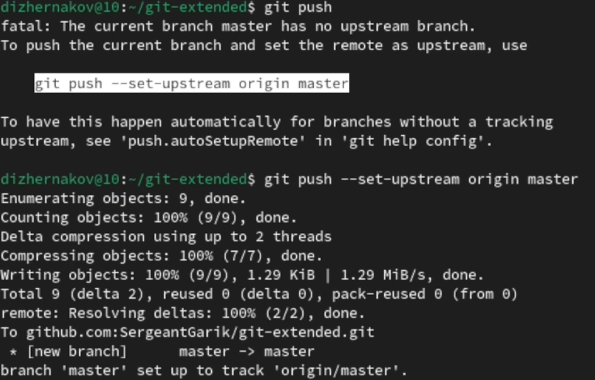 dizhernakov@10:~/git-extended$ git push
fatal: The current branch master has no upstream branch.
To push the current branch and set the remote as upstream, use
git push --set-upstream origin master
To have this happen automatically for branches without a tracking
upstream, see 'push.autoSetupRemote' in 'git help config'.
dizhernakov@10:~/git-extended$ git push --set-upstream origin master
Enumerating objects: 9, done.
Counting objects: 100% (9/9), done.
Delta compression using up to 2 threads
Compressing objects: 100% (7/7), done.
Writing objects: 100% (9/9), 1.29 KiB | 1.29 MiB/s, done.
Total 9 (delta 2), reused 0 (delta 0), pack-reused 0 (from 0)
remote: Resolving deltas: 100% (2/2), done.
To github.com:SergeantGarik/git-extended.git
* [new branch]      master -> master
branch 'master' set up to track 'origin/master'.